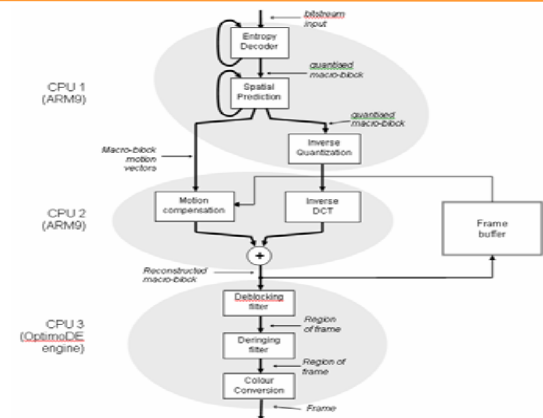 bitstream
input
Entropy
Decoder
quantised
macro-block
CPU 1
(ARM9)
Spatial
Prediction
quantised
macro-block
Macro-block
motion
vectors
Inverse
Quantization
CPU 2
(ARM9)
Motion
compensation
Inverse
DCT
Frame
buffer
+
Reconstructed
macro-block
Deblocking
filter
Region
of frame
CPU 3
(OptimoDE
engine)
Deringing
filter
Region of
frame
Colour
Conversion
Frame